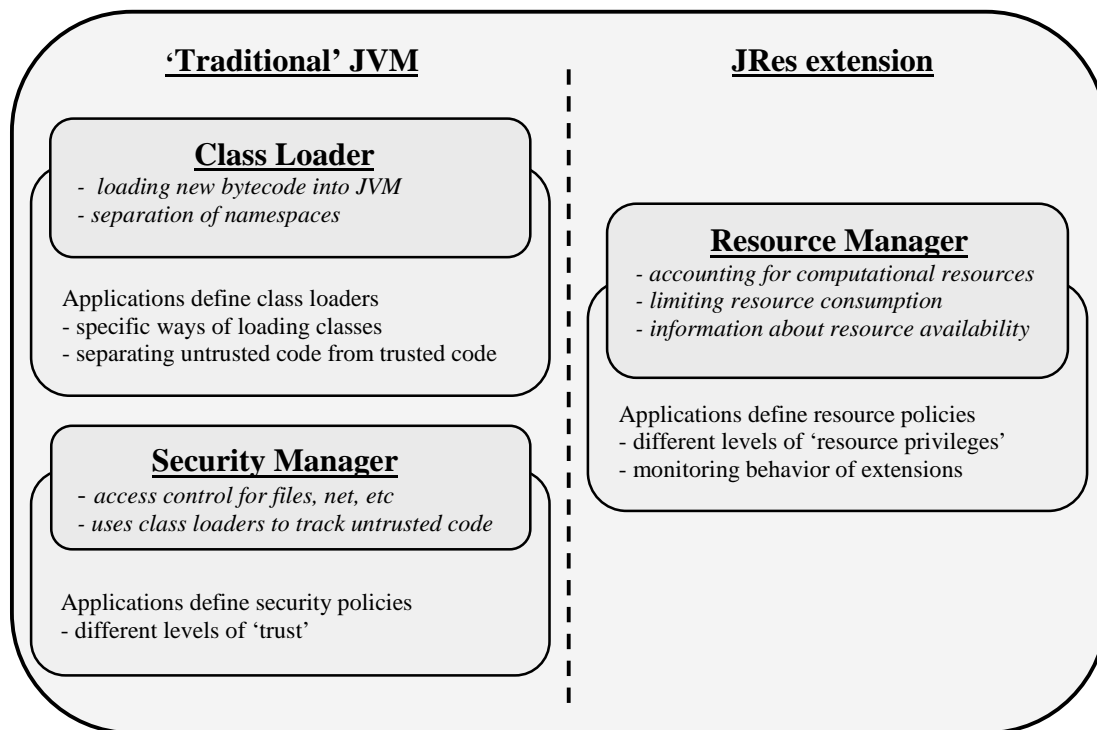 ‘Traditional’ JVM
Class Loader
- loading new bytecode into JVM
- separation of namespaces
Applications define class loaders
- specific ways of loading classes
- separating untrusted code from trusted code
Security Manager
- access control for files, net, etc
- uses class loaders to track untrusted code
Applications define security policies
- different levels of ‘trust’
JRes extension
Resource Manager
- accounting for computational resources
- limiting resource consumption
- information about resource availability
Applications define resource policies
- different levels of ‘resource privileges’
- monitoring behavior of extensions